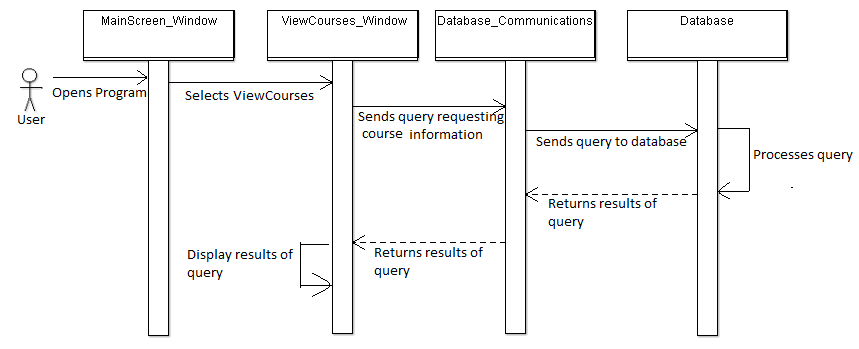 MainScreen_Window
ViewCourses_Window
Database_Communications
Database
Opens Program
User
Selects ViewCourses
Sends query requesting
course information
Sends query to database
Processes query
Returns results of
query
Returns results of
query
Display results of
query